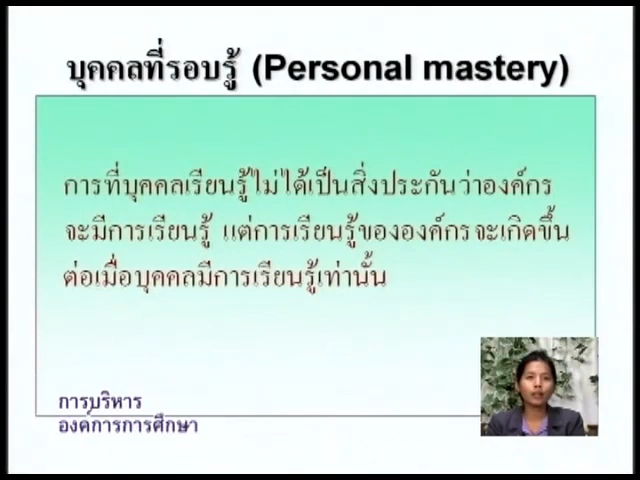 บุคคลที่รอบรู้ (Personal mastery)
การที่บุคคลเรียนรู้ไม่ได้เป็นสิ่งประกันว่าองค์กร
จะมีการเรียนรู้ แต่การเรียนรู้ขององค์กรจะเกิดขึ้น
ต่อเมื่อบุคคลมีการเรียนรู้เท่านั้น
การบริหาร
องค์การการศึกษา